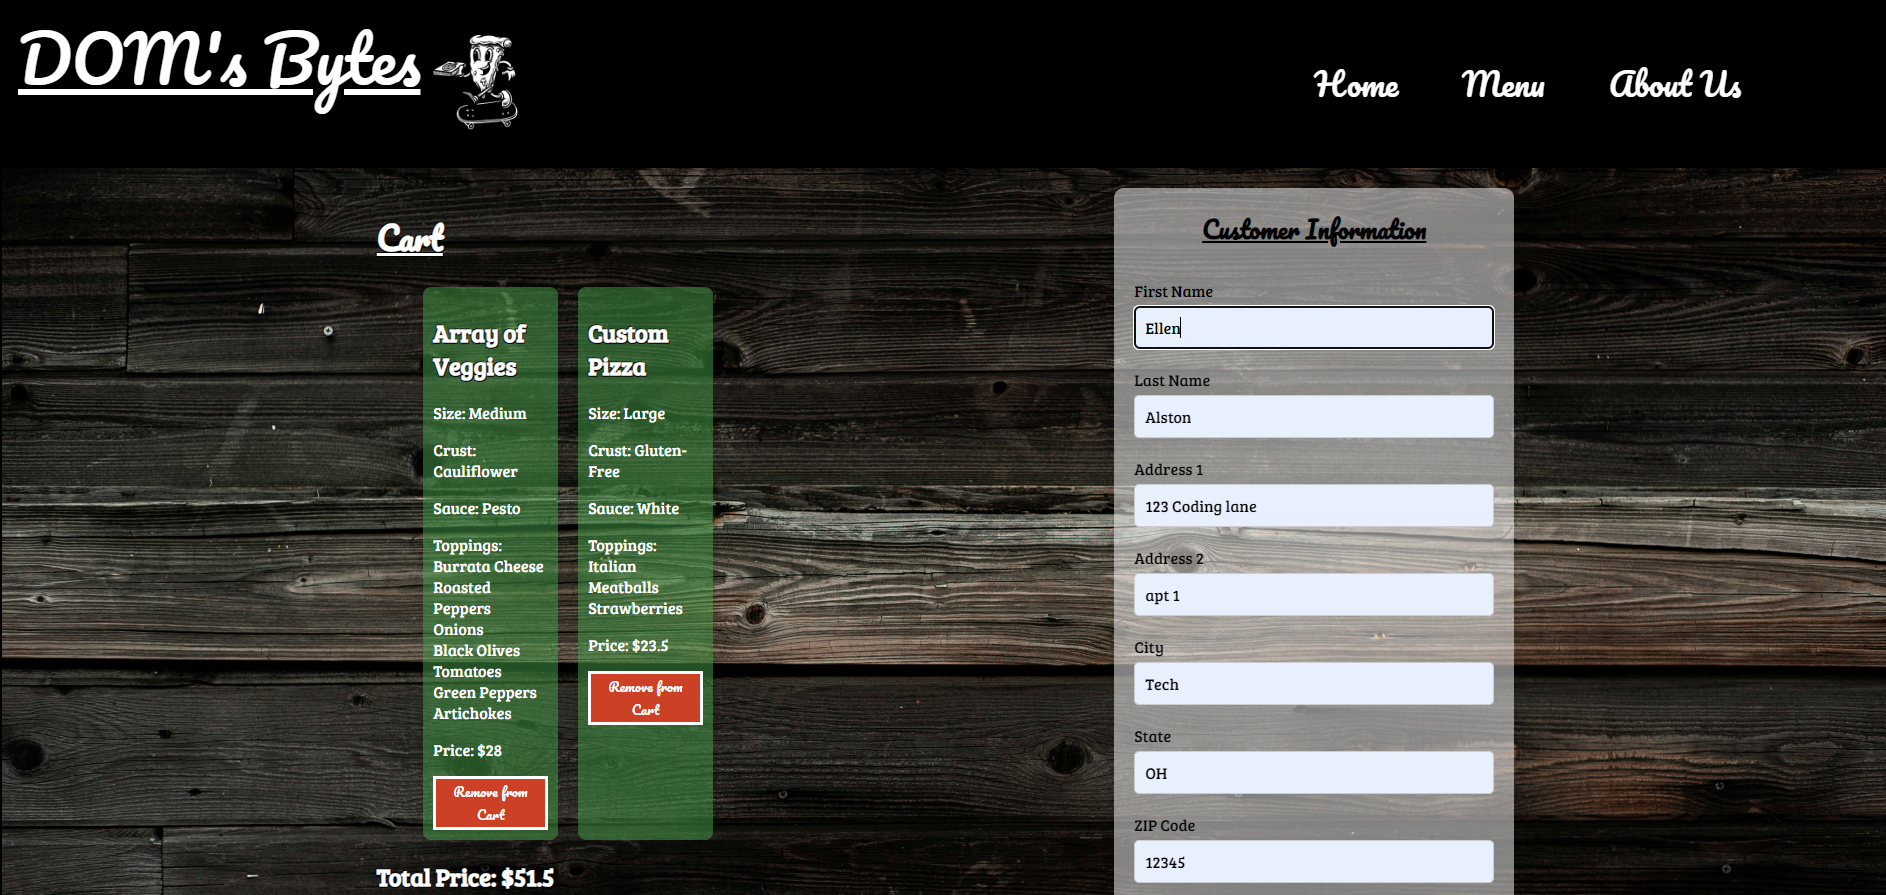 DOM's Bytes
Home
Menu
About Us
Cart
Array of
Veggies
Size: Medium
Crust:
Cauliflower
Sauce: Pesto
Toppings:
Burrata Cheese
Roasted
Peppers
Onions
Black Olives
Tomatoes
Green Peppers
Artichokes
Price: $28
Remove from
Cart
Custom
Pizza
Size: Large
Crust: Gluten-
Free
Sauce: White
Toppings:
Italian
Meatballs
Strawberries
Price: $23.5
Remove from
Cart
Total Price: $51.5
Customer Information
First Name
Ellen
Last Name
Alston
Address 1
123 Coding lane
Address 2
apt 1
City
Tech
State
OH
ZIP Code
12345